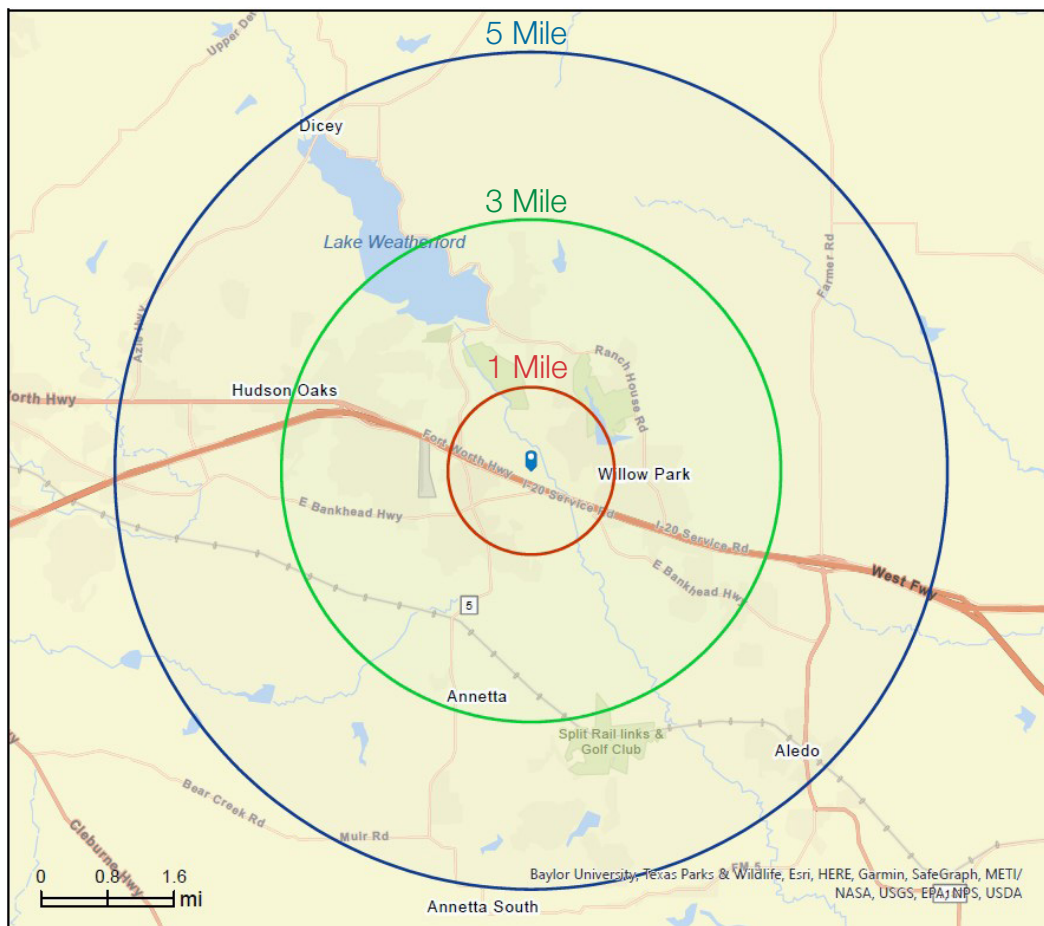 5 Mile
Upper Den
Dicey
3 Mile
Lake Weatherford
Farmer Rd
Azle Hwy
1 Mile
Ranch House Rd
Hudson Oaks
orth Hwy
Fort Worth Hwy
Willow Park
I-20 Service Rd
E Bankhead Hwy
I-20 Service Rd
E Bankhead Hwy
West Fwy
5
Annetta
Split Rail links &
Golf Club
Aledo
Bear Creek Rd
Muir Rd
Cleburne Hwy
FM 5
0 0.8 1.6
mi
Baylor University, Texas Parks & Wildlife, Esri, HERE, Garmin, SafeGraph, METI/
NASA, USGS, EPA, NPS, USDA
Annetta South